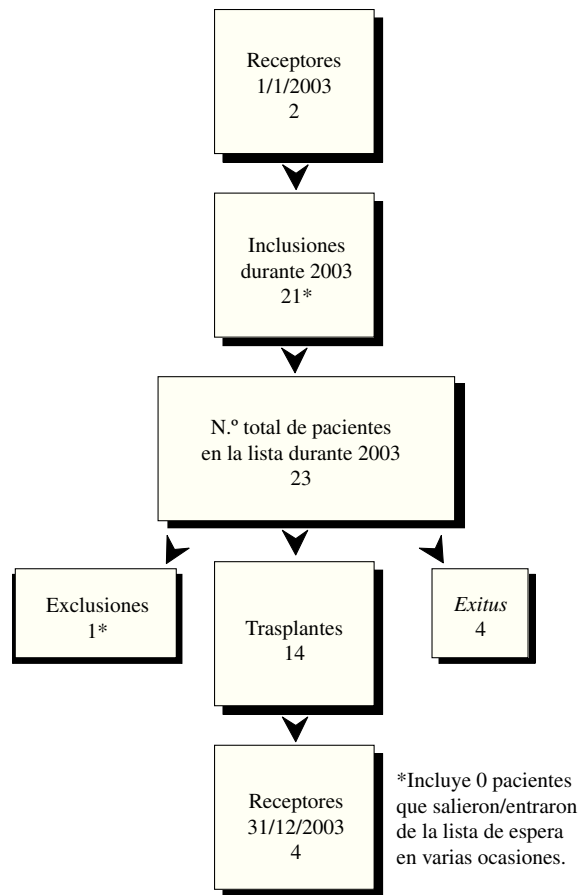 Receptores
1/1/2003
2
Inclusiones
durante 2003
21*
N.º total de pacientes
en la lista durante 2003
23
Exclusiones
1*
Trasplantes
14
Exitus
4
Receptores
31/12/2003
4
*Incluye 0 pacientes
que salieron/entraron
de la lista de espera
en varias ocasiones.